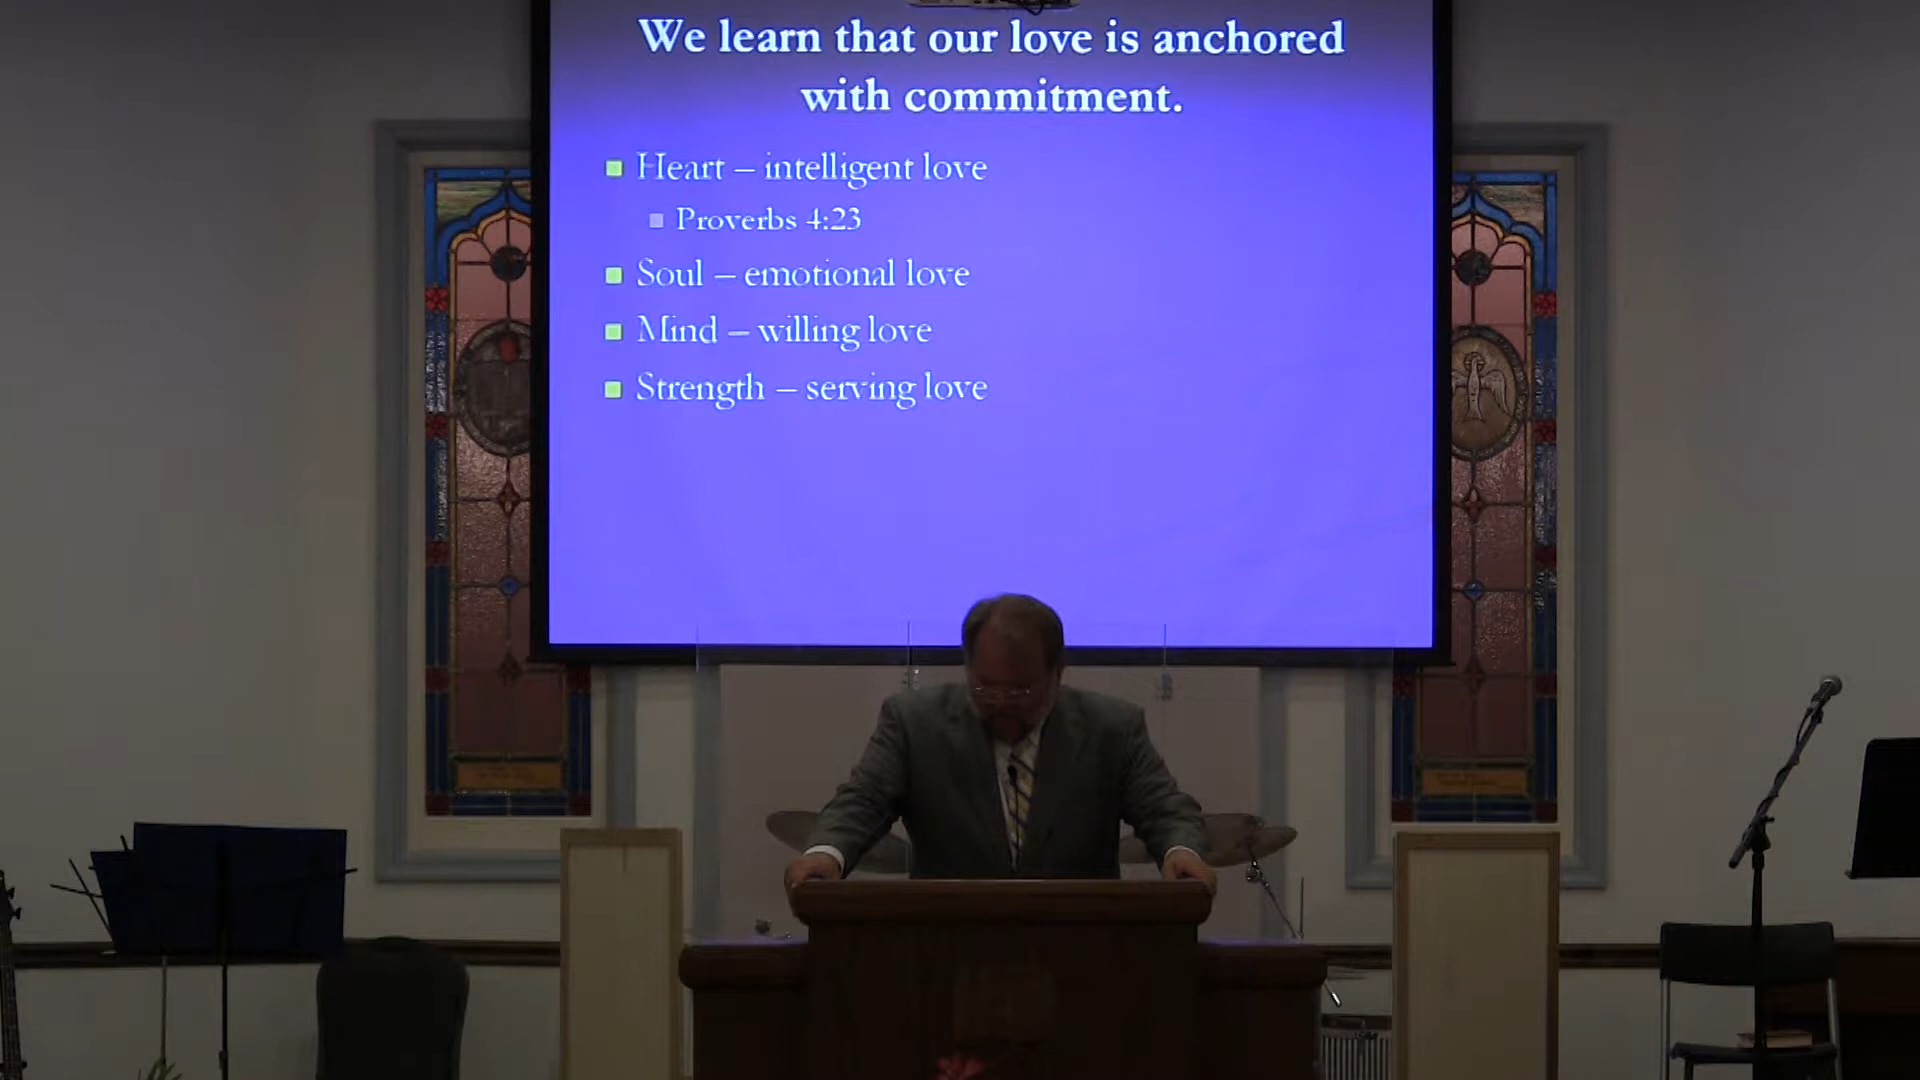 We learn that our love is anchored
with commitment.
Heart – intelligent love
Proverbs 4:23
Soul – emotional love
Mind – willing love
Strength – serving love